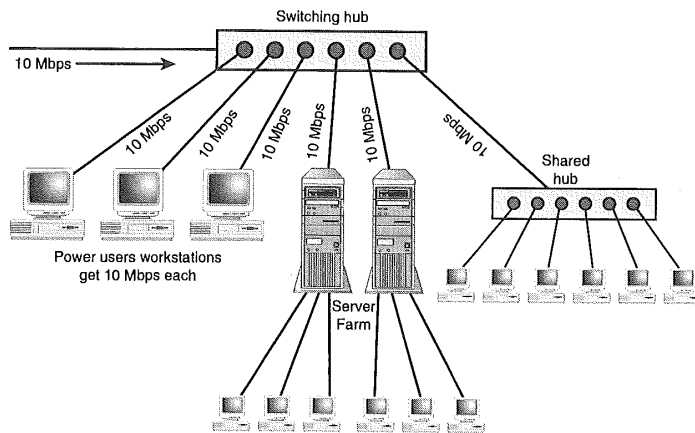 Switching hub
10 Mbps
10 Mbps
10 Mbps
10 Mbps
10 Mbps
10 Mbps
10 Mbps
Shared
hub
Power users workstations
get 10 Mbps each
Server
Farm